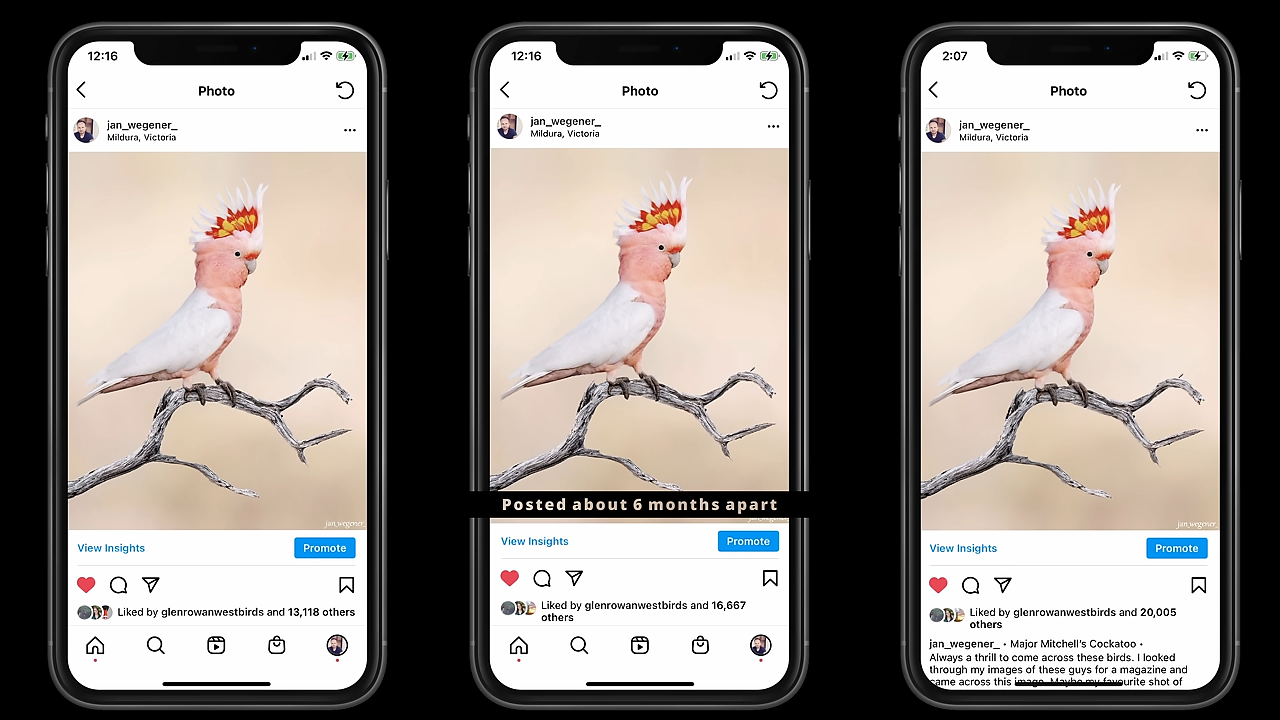 12:16
Photo
jan_wegener_
Mildura, Victoria
jan_wegener_
View Insights
Promote
Liked by glenrowanwestbirds and 13,118 others
12:16
Photo
jan_wegener_
Mildura, Victoria
Posted about 6 months apart
View Insights
Promote
Liked by glenrowanwestbirds and 16,667
others
2:07
Photo
jan_wegener_
Mildura, Victoria
jan_wegener_
View Insights
Promote
Liked by glenrowanwestbirds and 20,005
others
jan_wegener_ • Major Mitchell's Cockatoo •
Always a thrill to come across these birds. I looked
through my images of these guys for a magazine and
came across this image. Maybe my favourite shot of